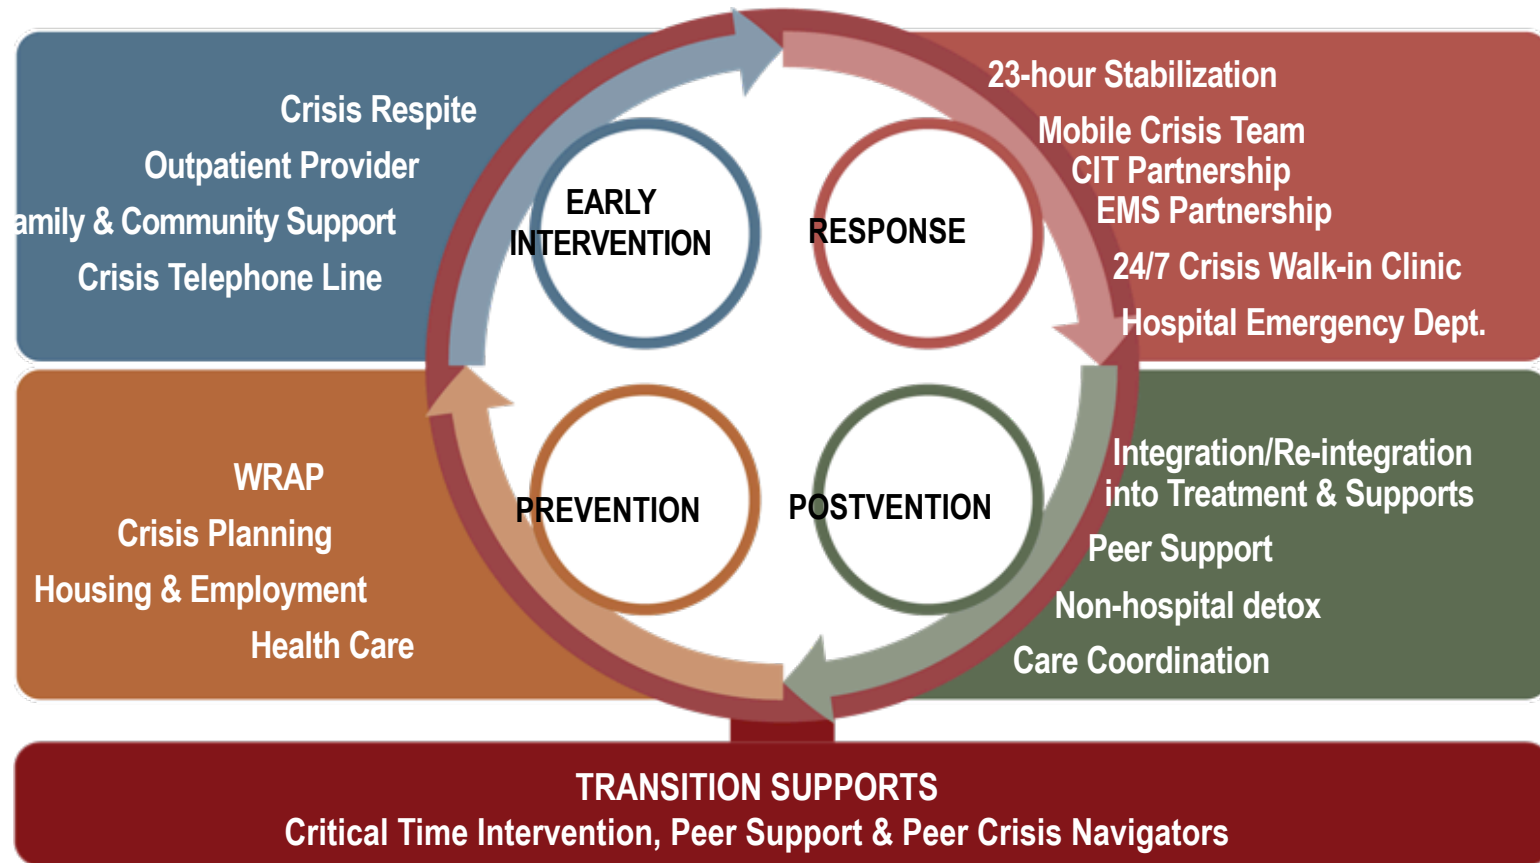 Crisis Respite
Outpatient Provider
amily & Community Support
Crisis Telephone Line
EARLY
INTERVENTION
RESPONSE
23-hour Stabilization
Mobile Crisis Team
CIT Partnership
EMS Partnership
24/7 Crisis Walk-in Clinic
Hospital Emergency Dept.
WRAP
Crisis Planning
Housing & Employment
Health Care
PREVENTION
POSTVENTION
Integration/Re-integration
into Treatment & Supports
Peer Support
Non-hospital detox
Care Coordination
TRANSITION SUPPORTS
Critical Time Intervention, Peer Support & Peer Crisis Navigators